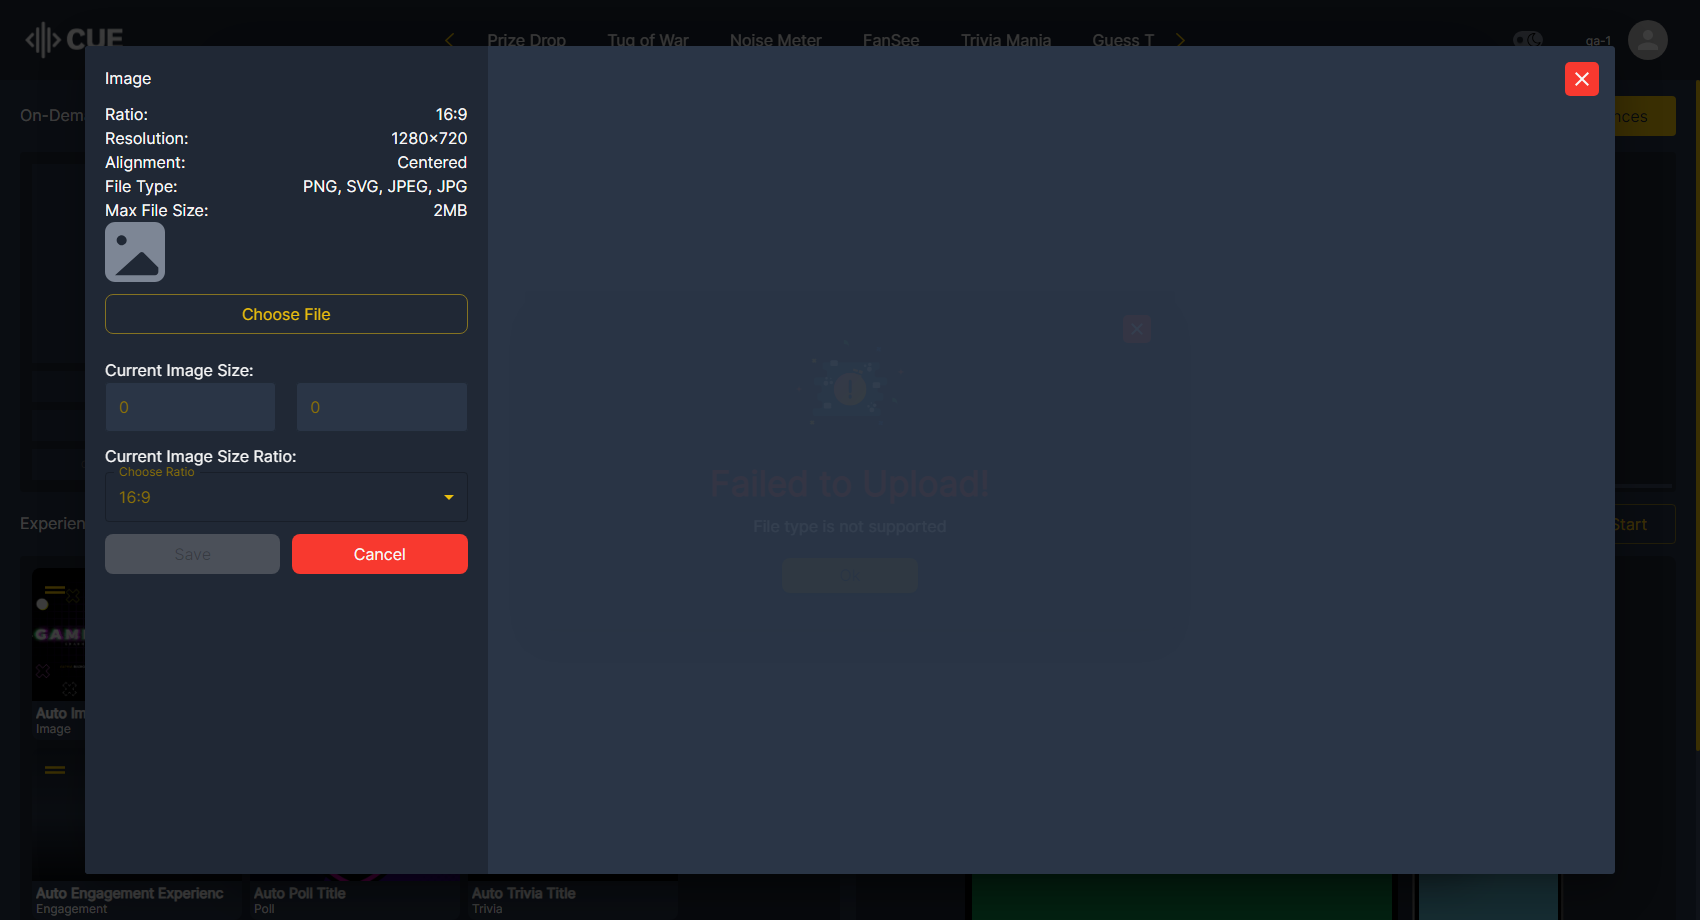 CUE
Prize Drop
Tug of War
Noise Meter
FanSee
Trivia Mania
Guess T
qa-1
On-Dema
nces
Image
Ratio: 16:9
Resolution: 1280x720
Alignment: Centered
File Type: PNG, SVG, JPEG, JPG
Max File Size: 2MB
Choose File
Current Image Size:
0 0
Current Image Size Ratio:
Choose Ratio
16:9
Save Cancel
Failed to Upload!
File type is not supported
Experien
Start
GAM
Auto Im
Image
Auto Engagement Experienc
Engagement
Auto Poll Title
Poll
Auto Trivia Title
Trivia